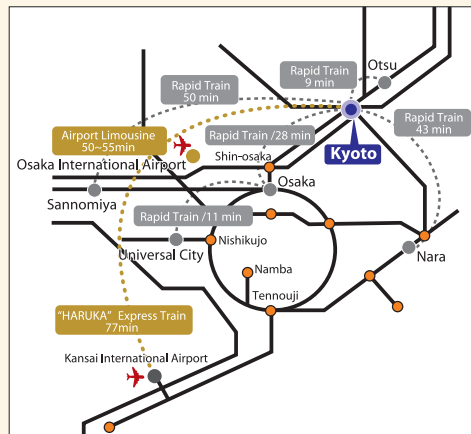 Otsu
Rapid Train
9 min
Rapid Train
50 min
Rapid Train
43 min
Airport Limousine
50~55min
Rapid Train /28 min
Kyoto
Osaka International Airport
Shin-osaka
Osaka
Sannomiya
Rapid Train /11 min
Nishikujo
Universal City
Nara
Namba
Tennouji
"HARUKA" Express Train
77min
Kansai International Airport